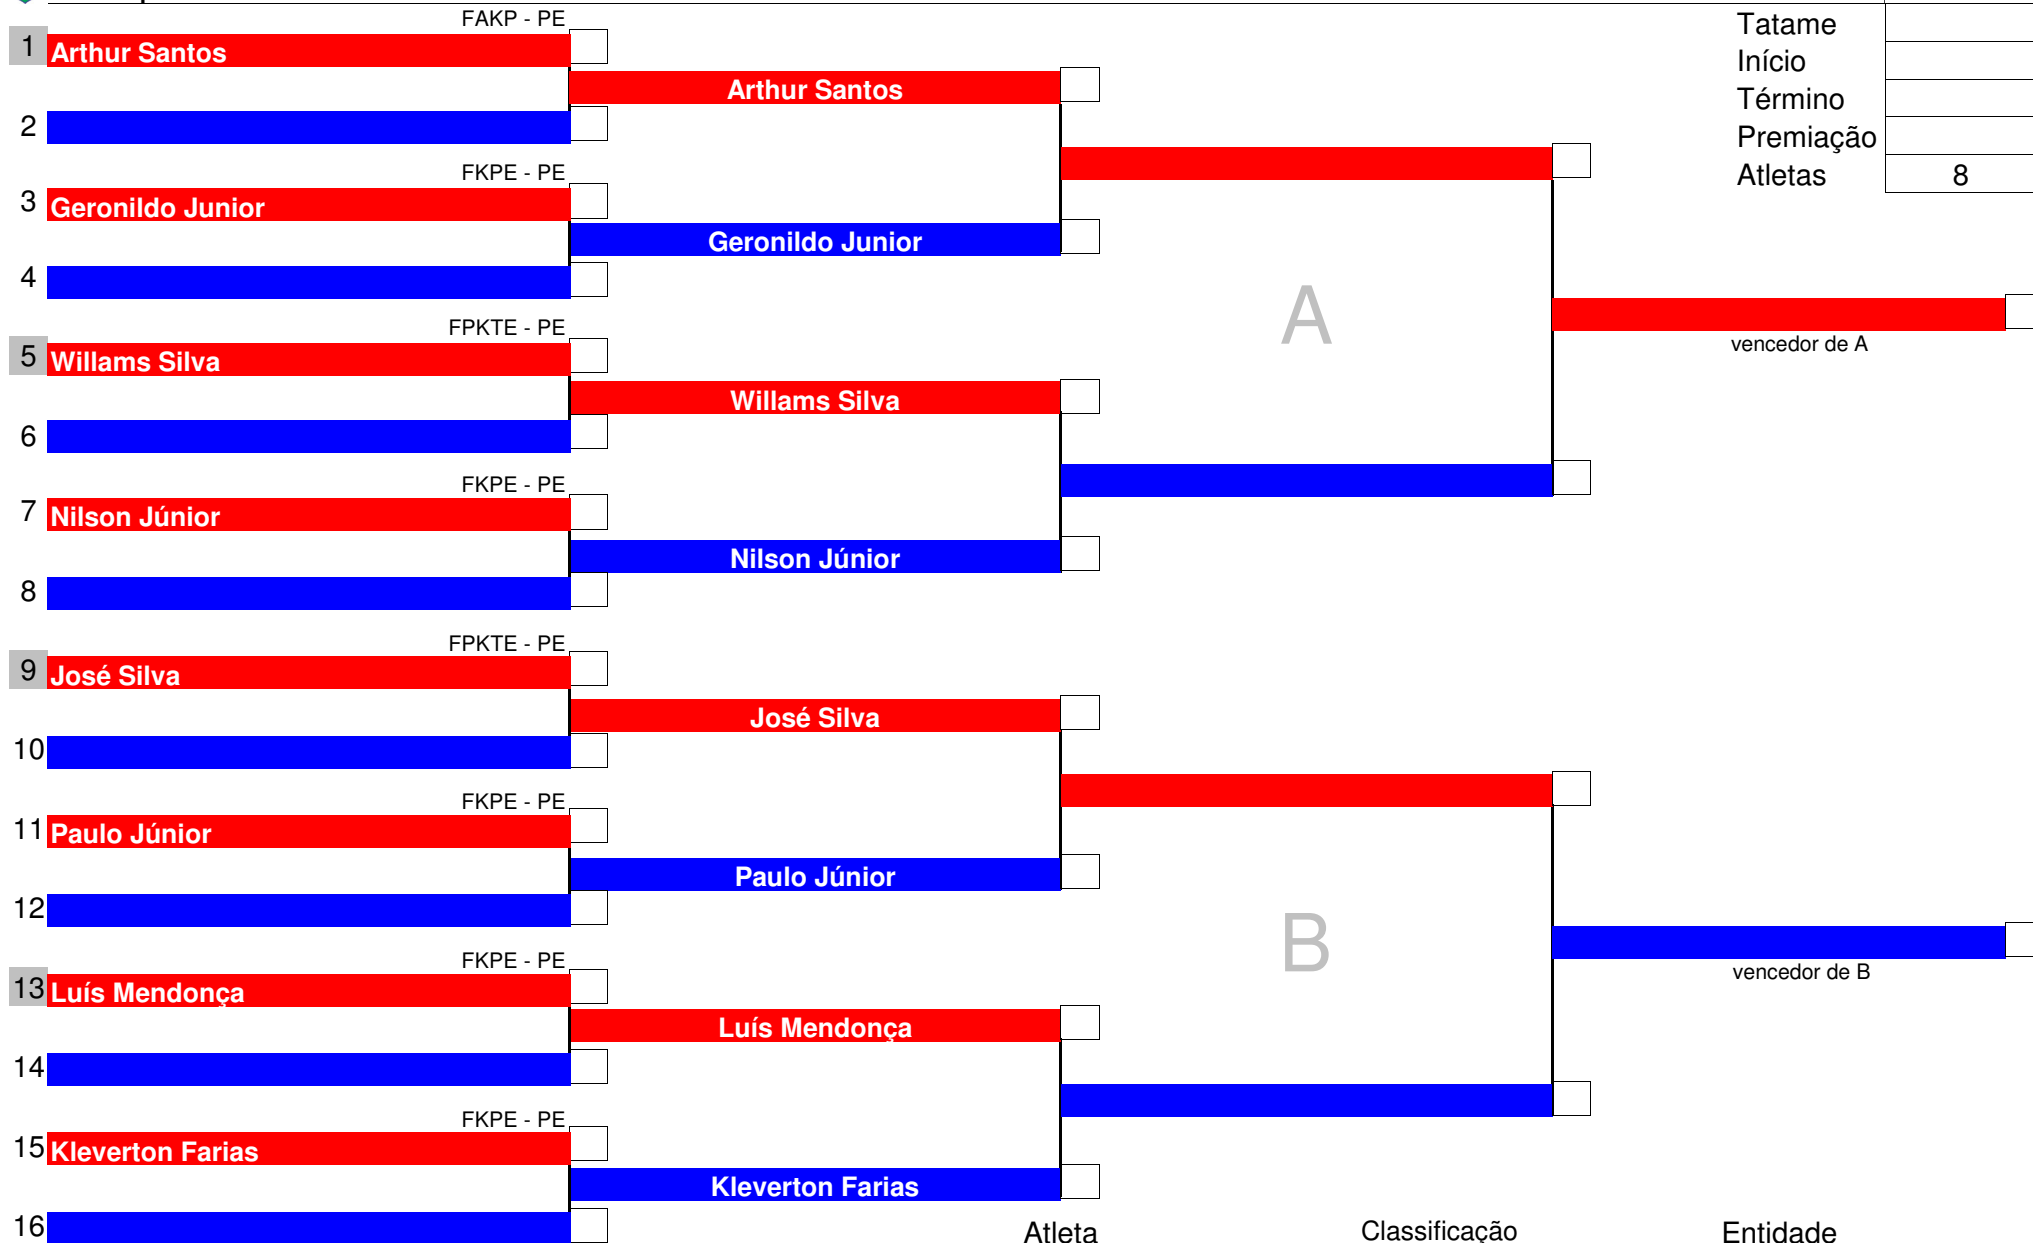 FAKP - PE
1 Arthur Santos
Arthur Santos
2
FKPE - PE
3 Geronildo Junior
Geronildo Junior
4
FPKTE - PE
5 Willams Silva
Willams Silva
6
FKPE - PE
7 Nilson Júnior
Nilson Júnior
8
FPKTE - PE
9 José Silva
José Silva
10
FKPE - PE
11 Paulo Júnior
Paulo Júnior
12
FKPE - PE
13 Luís Mendonça
Luís Mendonça
14
FKPE - PE
15 Kleverton Farias
Kleverton Farias
16
A
vencedor de A
B
vencedor de B
Tatame
Início
Término
Premiação
Atletas 8
Atleta Classificação Entidade